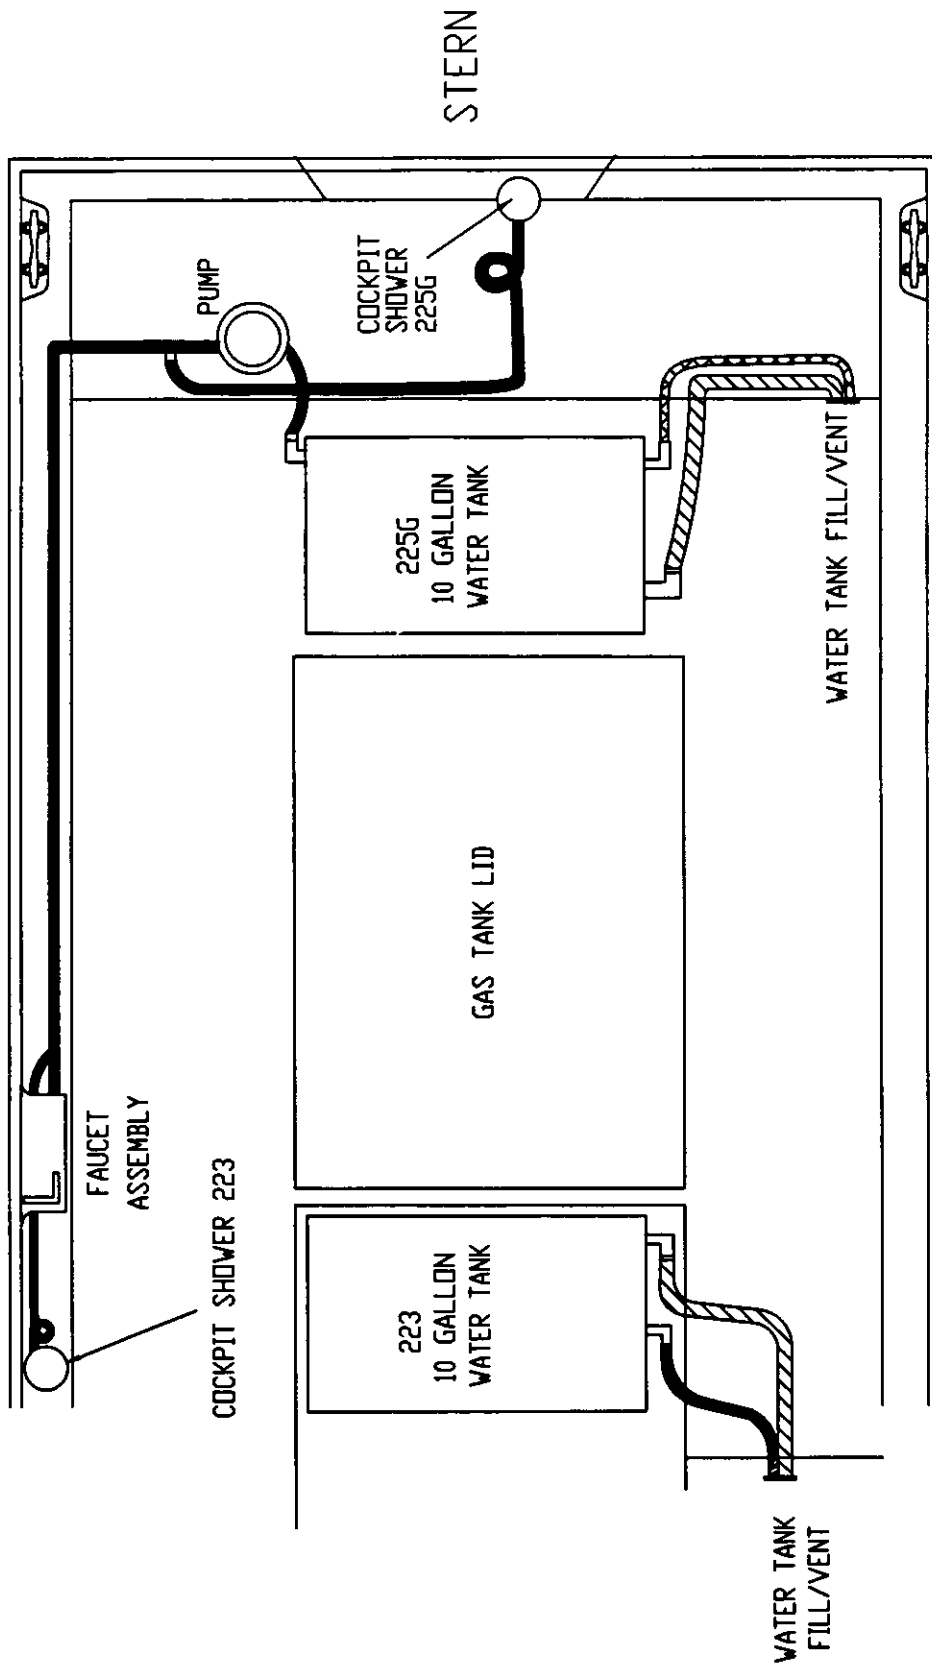 STERN
PUMP
COCKPIT
SHOWER
225G
225G
10 GALLON
WATER TANK
WATER TANK FILL/VENT
GAS TANK LID
FAUCET
ASSEMBLY
COCKPIT SHOWER 223
223
10 GALLON
WATER TANK
WATER TANK
FILL/VENT